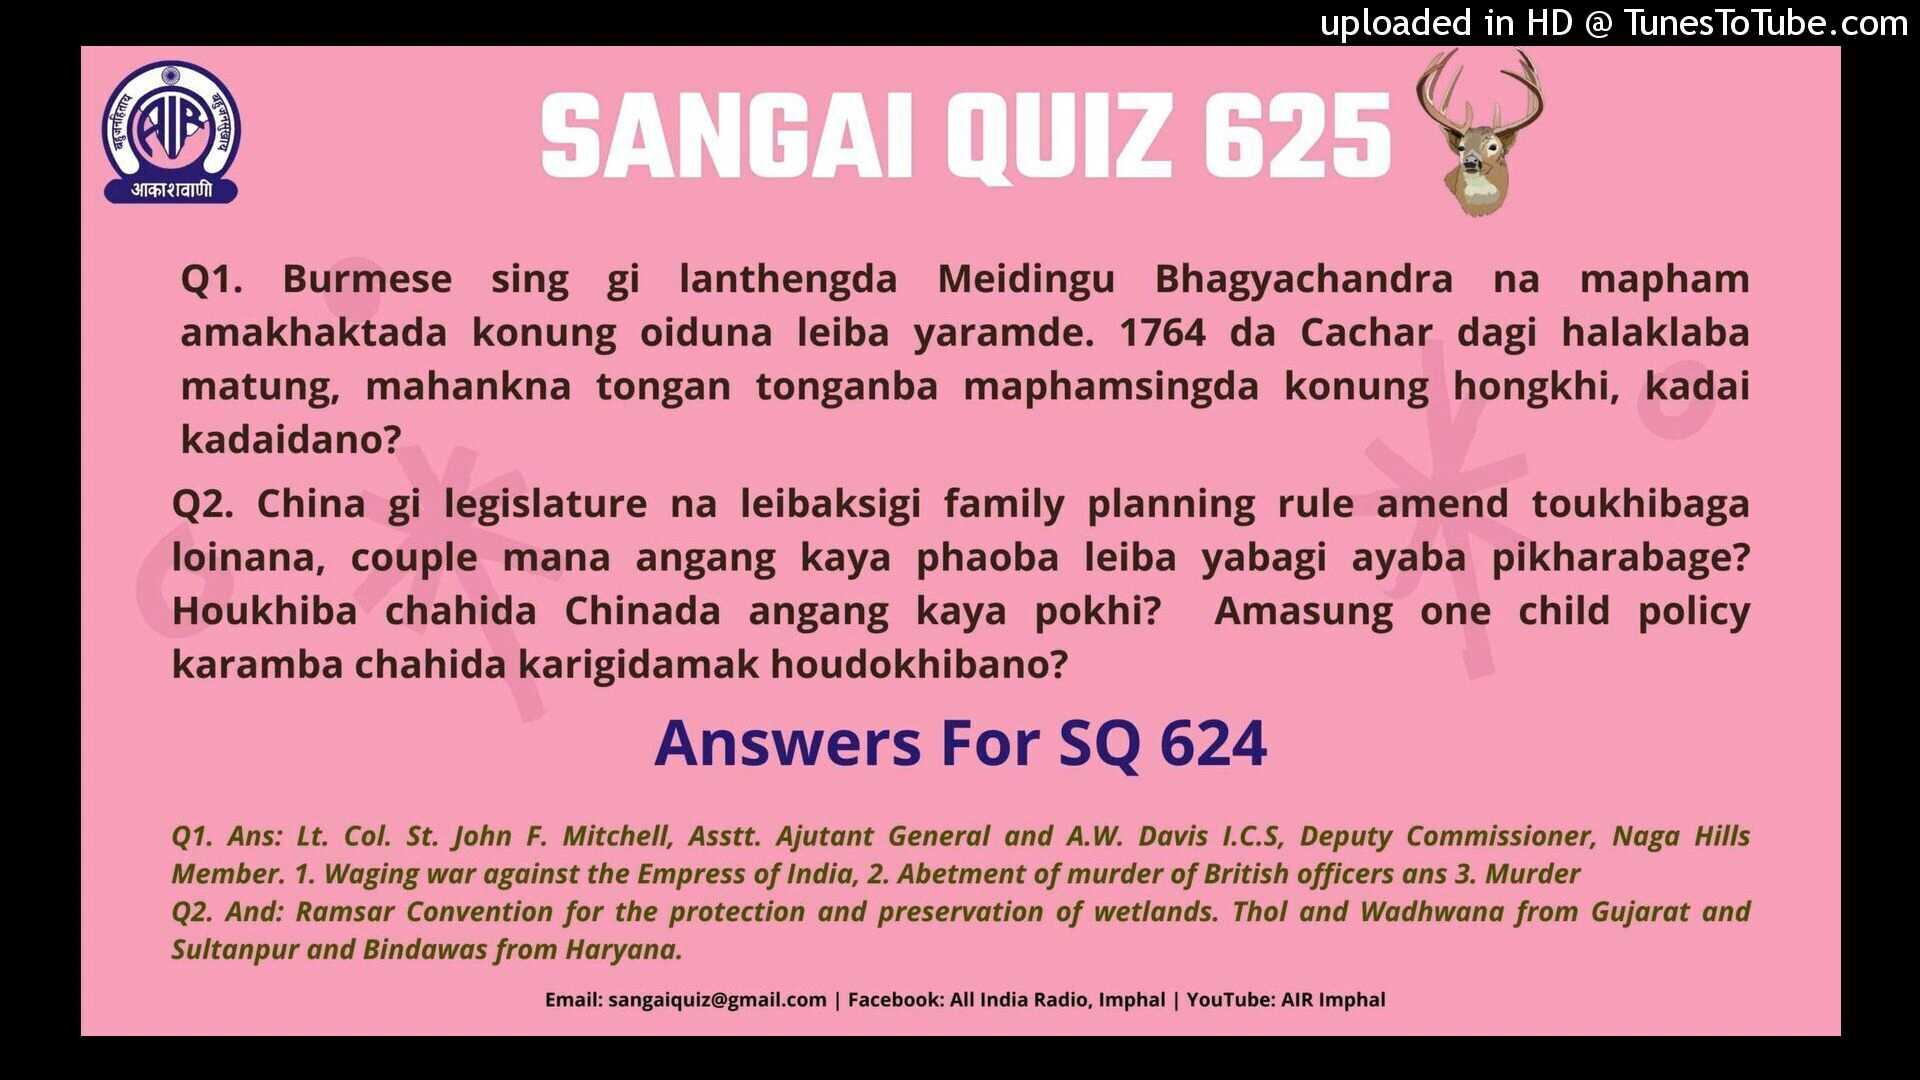 uploaded in HD @ TunesToTube.com
बहुजनहिताय बहुजनसुखाय
AIR
आकाशवाणी
SANGAI QUIZ 625
Q1. Burmese sing gi lanthengda Meidingu Bhagyachandra na mapham
amakhaktada konung oiduna leiba yaramde. 1764 da Cachar dagi halaklaba
matung, mahankna tongan tonganba maphamsingda konung hongkhi, kadai
kadaidano?
Q2. China gi legislature na leibaksigi family planning rule amend toukhibaga
loinana, couple mana angang kaya phaoba leiba yabagi ayaba pikharabage?
Houkhiba chahida Chinada angang kaya pokhi? Amasung one child policy
karamba chahida karigidamak houdokhibano?
Answers For SQ 624
Q1. Ans: Lt. Col. St. John F. Mitchell, Asstt. Ajutant General and A.W. Davis I.C.S, Deputy Commissioner, Naga Hills
Member. 1. Waging war against the Empress of India, 2. Abetment of murder of British officers ans 3. Murder
Q2. And: Ramsar Convention for the protection and preservation of wetlands. Thol and Wadhwana from Gujarat and
Sultanpur and Bindawas from Haryana.
Email: sangaiquiz@gmail.com | Facebook: All India Radio, Imphal | YouTube: AIR Imphal